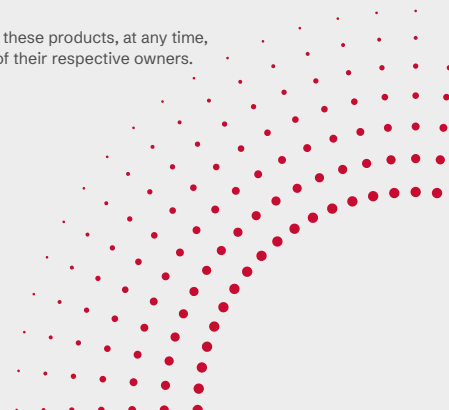 these products, at any time,
of their respective owners.